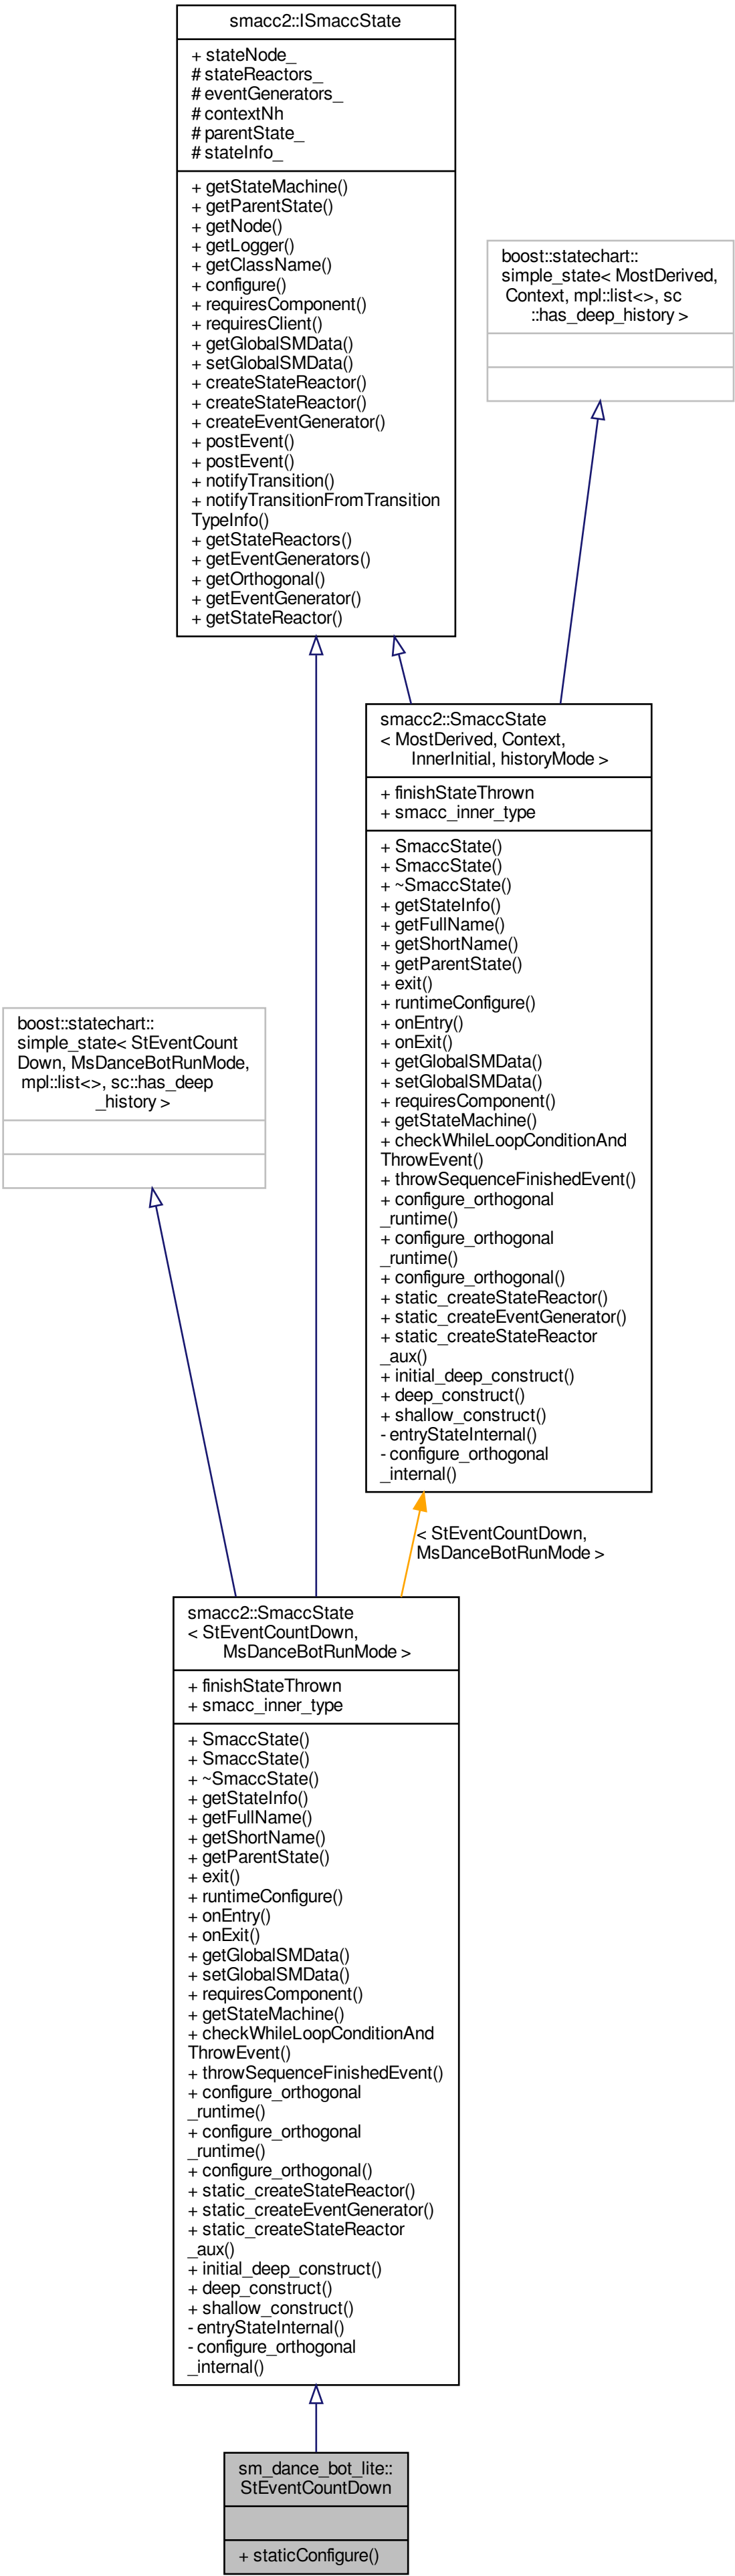 smacc2::ISmaccState
+ stateNode_
# stateReactors_
# eventGenerators_
# contextNh
# parentState_
# stateInfo_
+ getStateMachine()
+ getParentState()
+ getNode()
+ getLogger()
+ getClassName()
+ configure()
+ requiresComponent()
+ requiresClient()
+ getGlobalSMData()
+ setGlobalSMData()
+ createStateReactor()
+ createStateReactor()
+ createEventGenerator()
+ postEvent()
+ postEvent()
+ notifyTransition()
+ notifyTransitionFromTransition
TypeInfo()
+ getStateReactors()
+ getEventGenerators()
+ getOrthogonal()
+ getEventGenerator()
+ getStateReactor()
boost::statechart::
simple_state< MostDerived,
Context, mpl::list<>, sc
::has_deep_history >
smacc2::SmaccState
< MostDerived, Context,
InnerInitial, historyMode >
+ finishStateThrown
+ smacc_inner_type
+ SmaccState()
+ SmaccState()
+ ~SmaccState()
+ getStateInfo()
+ getFullName()
+ getShortName()
+ getParentState()
+ exit()
+ runtimeConfigure()
+ onEntry()
+ onExit()
+ getGlobalSMData()
+ setGlobalSMData()
+ requiresComponent()
+ getStateMachine()
+ checkWhileLoopConditionAnd
ThrowEvent()
+ throwSequenceFinishedEvent()
+ configure_orthogonal
_runtime()
+ configure_orthogonal
_runtime()
+ configure_orthogonal()
+ static_createStateReactor()
+ static_createEventGenerator()
+ static_createStateReactor
_aux()
+ initial_deep_construct()
+ deep_construct()
+ shallow_construct()
- entryStateInternal()
- configure_orthogonal
_internal()
boost::statechart::
simple_state< StEventCount
Down, MsDanceBotRunMode,
mpl::list<>, sc::has_deep
_history >
< StEventCountDown,
MsDanceBotRunMode >
smacc2::SmaccState
< StEventCountDown,
MsDanceBotRunMode >
+ finishStateThrown
+ smacc_inner_type
+ SmaccState()
+ SmaccState()
+ ~SmaccState()
+ getStateInfo()
+ getFullName()
+ getShortName()
+ getParentState()
+ exit()
+ runtimeConfigure()
+ onEntry()
+ onExit()
+ getGlobalSMData()
+ setGlobalSMData()
+ requiresComponent()
+ getStateMachine()
+ checkWhileLoopConditionAnd
ThrowEvent()
+ throwSequenceFinishedEvent()
+ configure_orthogonal
_runtime()
+ configure_orthogonal
_runtime()
+ configure_orthogonal()
+ static_createStateReactor()
+ static_createEventGenerator()
+ static_createStateReactor
_aux()
+ initial_deep_construct()
+ deep_construct()
+ shallow_construct()
- entryStateInternal()
- configure_orthogonal
_internal()
sm_dance_bot_lite::
StEventCountDown
+ staticConfigure()